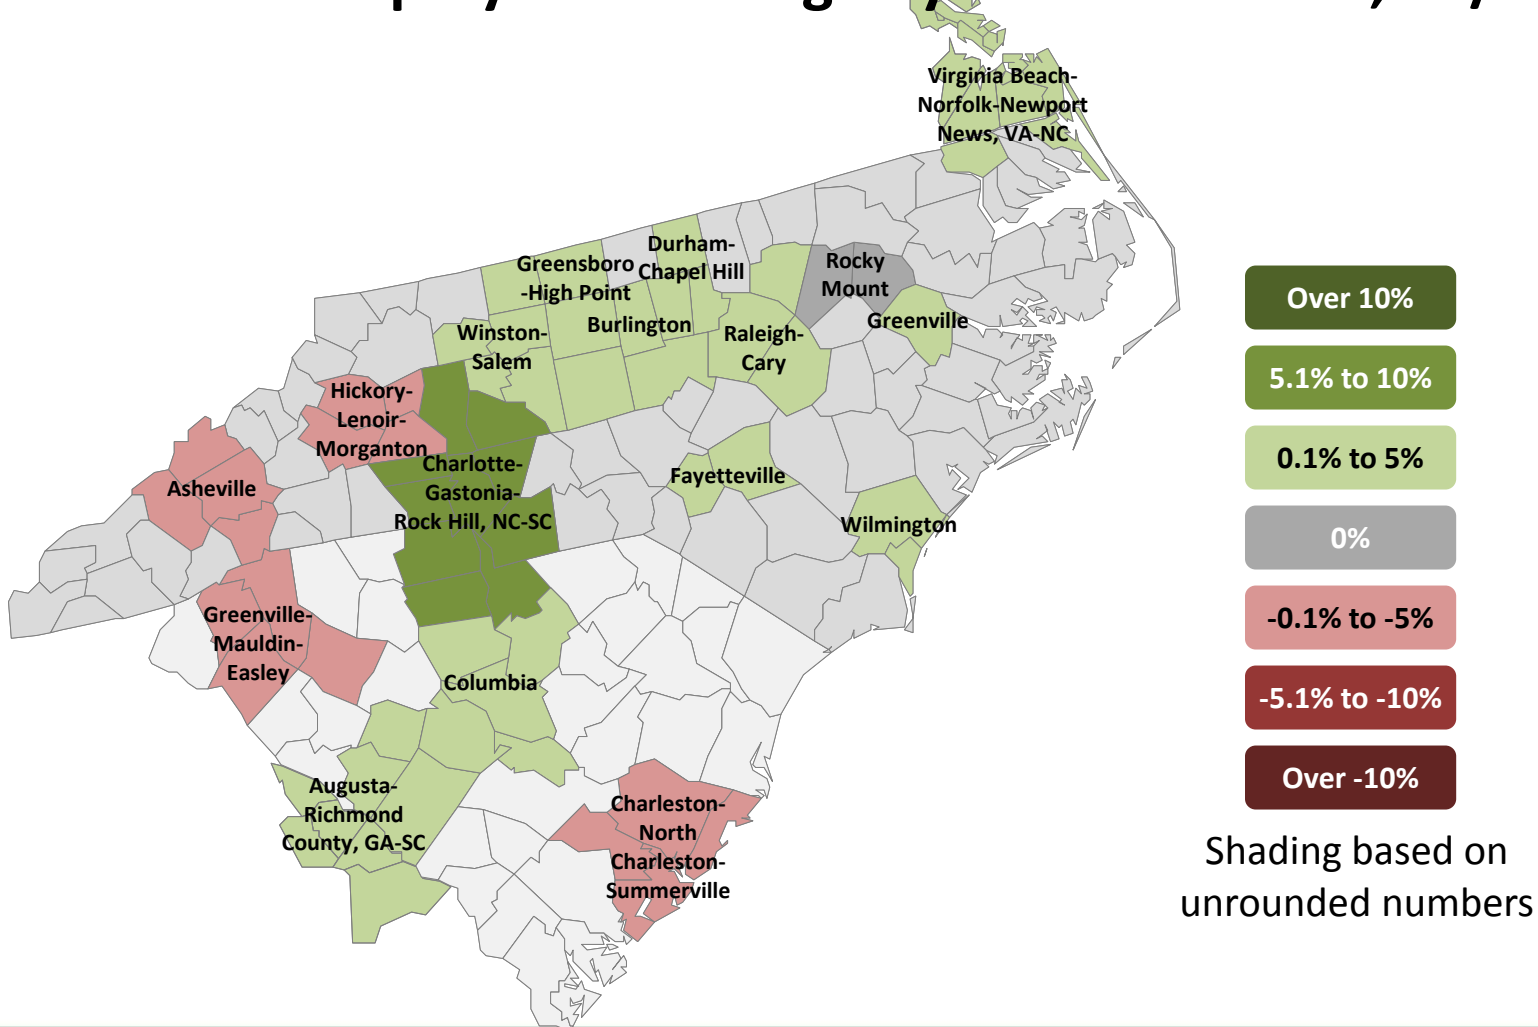 Virginia Beach-
Norfolk-Newport
News, VA-NC
Durham-
Chapel Hill
Greensboro
-High Point
Rocky
Mount
Burlington
Greenville
Winston-
Salem
Raleigh-
Cary
Hickory-
Lenoir-
Morganton
Charlotte-
Gastonia-
Rock Hill, NC-SC
Asheville
Fayetteville
Wilmington
Greenville-
Mauldin-
Easley
Columbia
Augusta-
Richmond
County, GA-SC
Charleston-
North
Charleston-
Summerville
Over 10%
5.1% to 10%
0.1% to 5%
0%
-0.1% to -5%
-5.1% to -10%
Over -10%
Shading based on
unrounded numbers